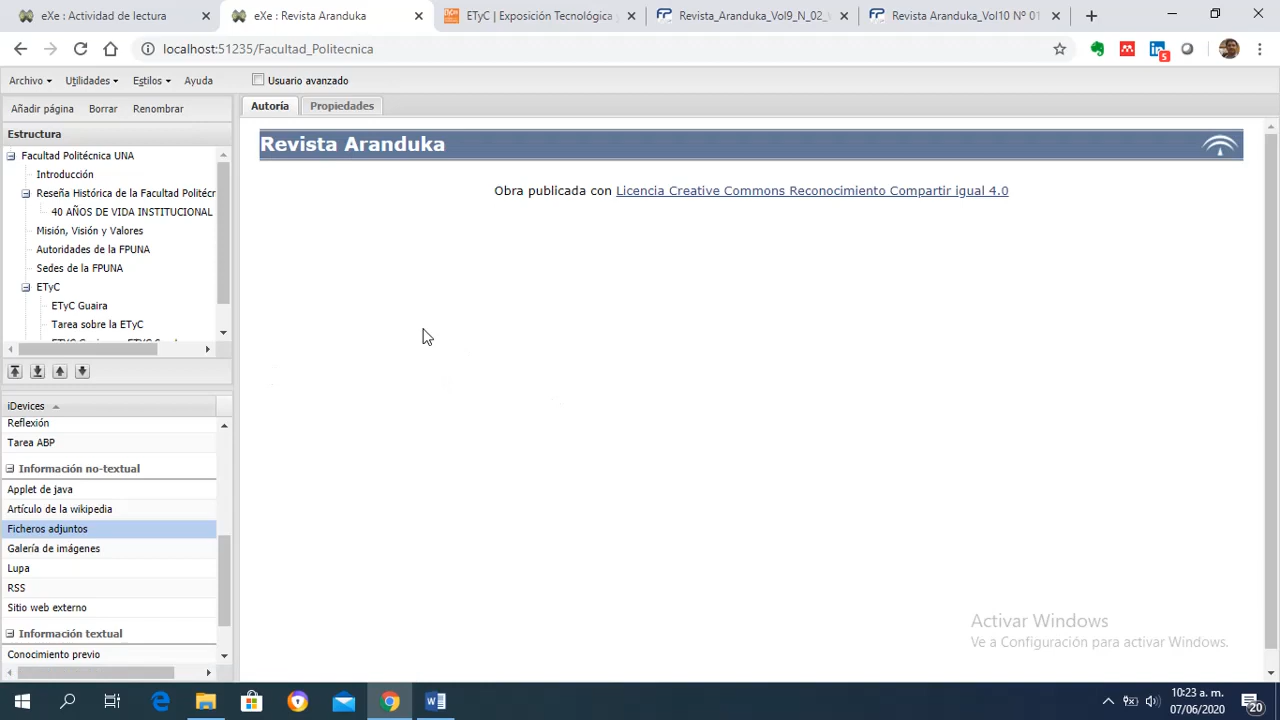 eXe : Actividad de lectura
eXe : Revista Aranduka
ETyC | Exposición Tecnológica y
Revista_Aranduka_Vol9_N_02_
Revista Aranduka_Vol10 Nº 01
localhost:51235/Facultad_Politecnica
5
Archivo Utilidades Estilos Ayuda Usuario avanzado
Añadir página Borrar Renombrar
Autoría Propiedades
Estructura
Facultad Politécnica UNA
Introducción
Reseña Histórica de la Facultad Politécr
40 AÑOS DE VIDA INSTITUCIONAL
Misión, Visión y Valores
Autoridades de la FPUNA
Sedes de la FPUNA
ETyC
ETyC Guaira
Tarea sobre la ETyC
Revista Aranduka
Obra publicada con Licencia Creative Commons Reconocimiento Compartir igual 4.0
iDevices
Reflexión
Tarea ABP
Información no-textual
Applet de java
Artículo de la wikipedia
Ficheros adjuntos
Galería de imágenes
Lupa
RSS
Sitio web externo
Información textual
Conocimiento previo
Activar Windows
Ve a Configuración para activar Windows.
10:23 a. m.
07/06/2020
20